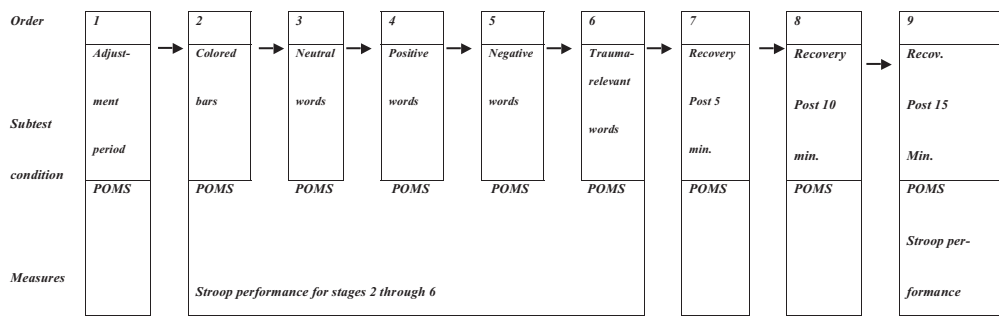 Order 1 2 3 4 5 6 7 8 9
Adjust- Colored Neutral Positive Negative Trauma- Recovery Recovery Recov.
relevant
ment bars words words words Post 5 Post 10 Post 15
Subtest
words
period min. min. Min.
condition
POMS POMS POMS POMS POMS POMS POMS POMS POMS
Stroop per-
Measures
Stroop performance for stages 2 through 6 formance